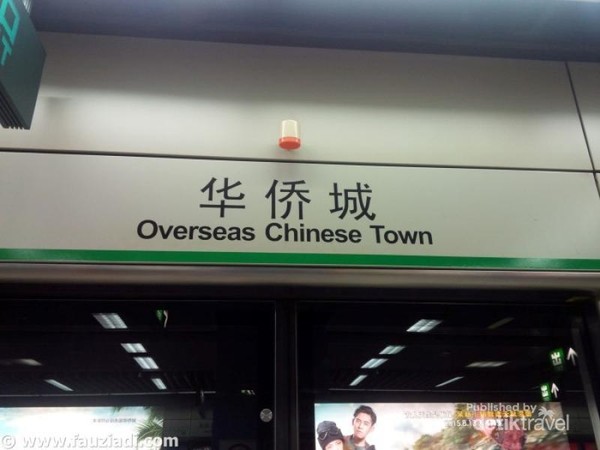 华侨城
Overseas Chinese Town
Published by
detiktravel
© www.fauziadi.com